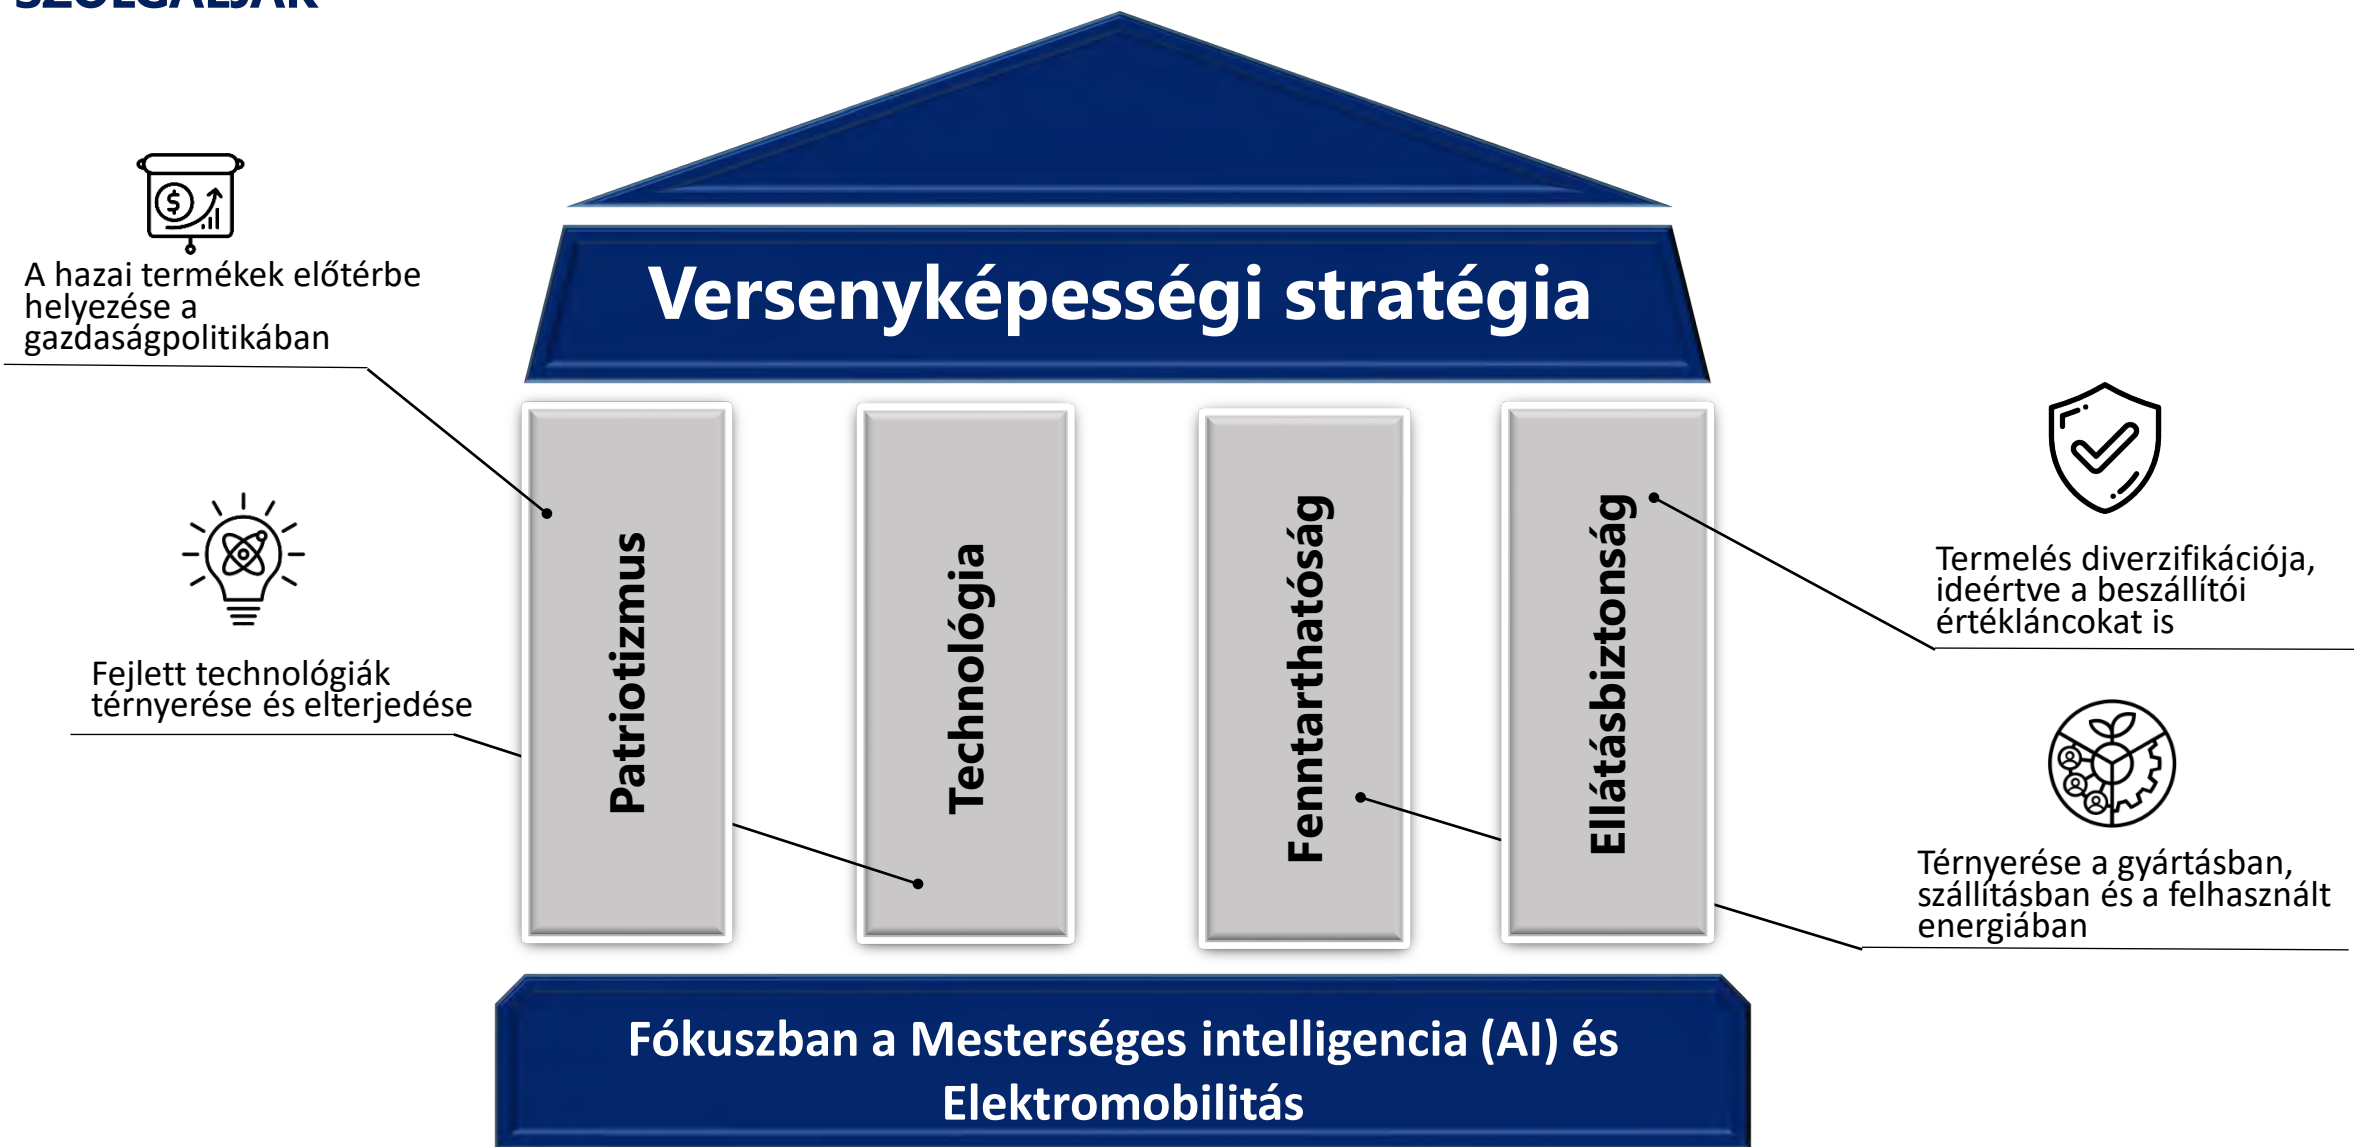 SZOLGÁLJÁK
Versenyképességi stratégia
A hazai termékek előtérbe
helyezése a
gazdaságpolitikában
Fejlett technológiák
térnyerése és elterjedése
Patriotizmus
Technológia
Fenntarthatóság
Ellátásbiztonság
Termelés diverzifikációja,
ideértve a beszállítói
értékláncokat is
Térnyerése a gyártásban,
szállításban és a felhasznált
energiában
Fókuszban a Mesterséges intelligencia (AI) és
Elektromobilitás